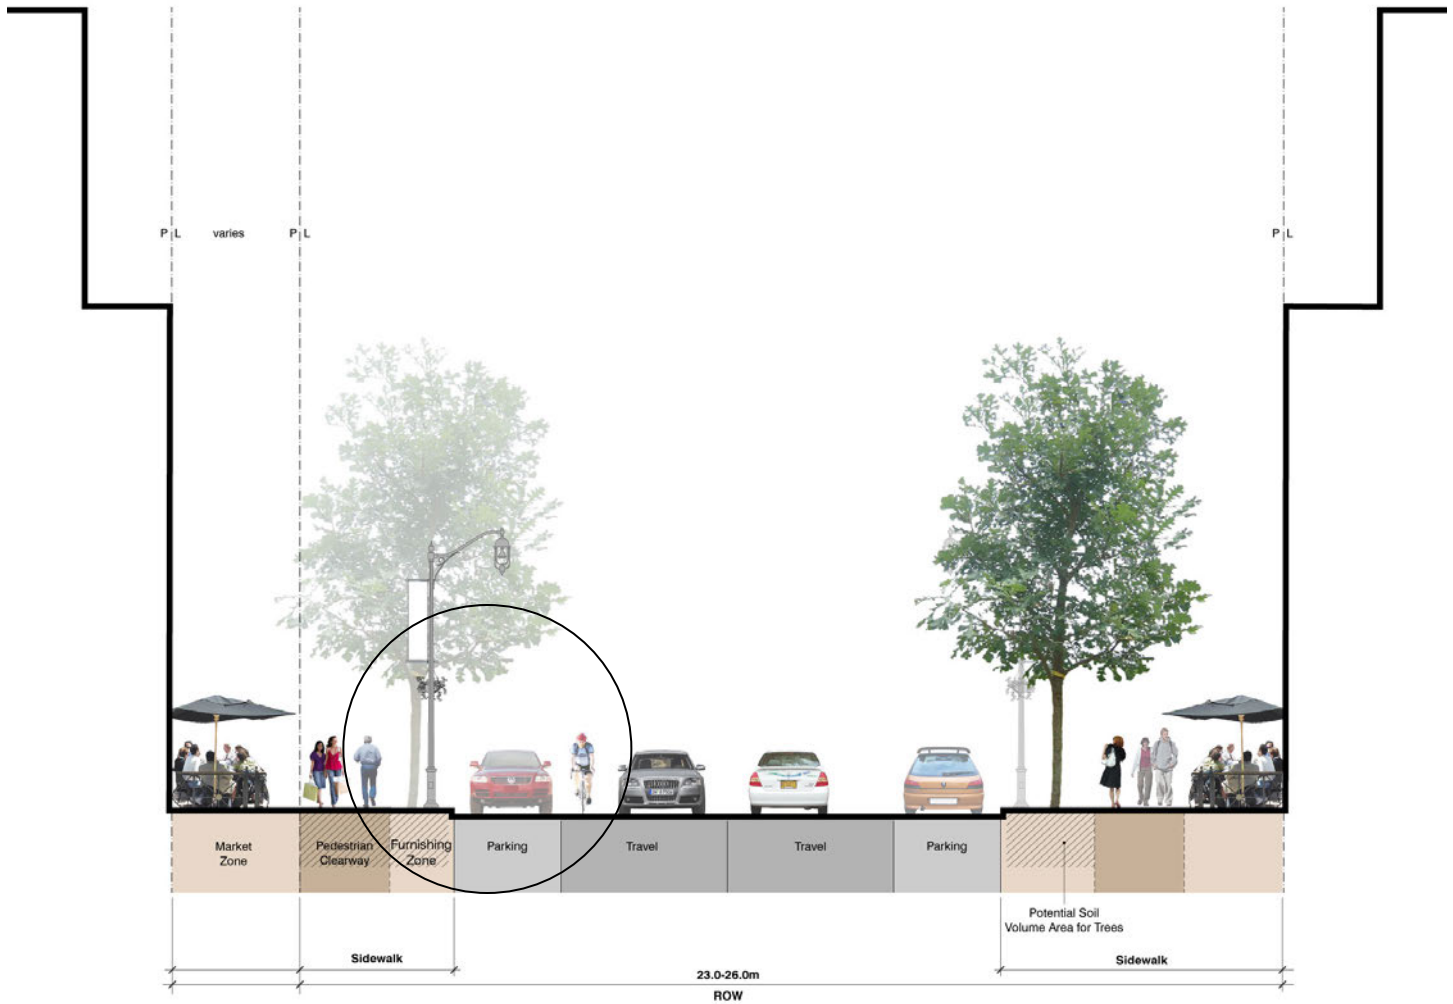 P L varies P L
P L
Market
Zone
Pedestrian
Clearway
Furnishing
Zone
Parking
Travel
Travel
Parking
Potential Soil
Volume Area for Trees
Sidewalk
Sidewalk
23.0-26.0m
ROW